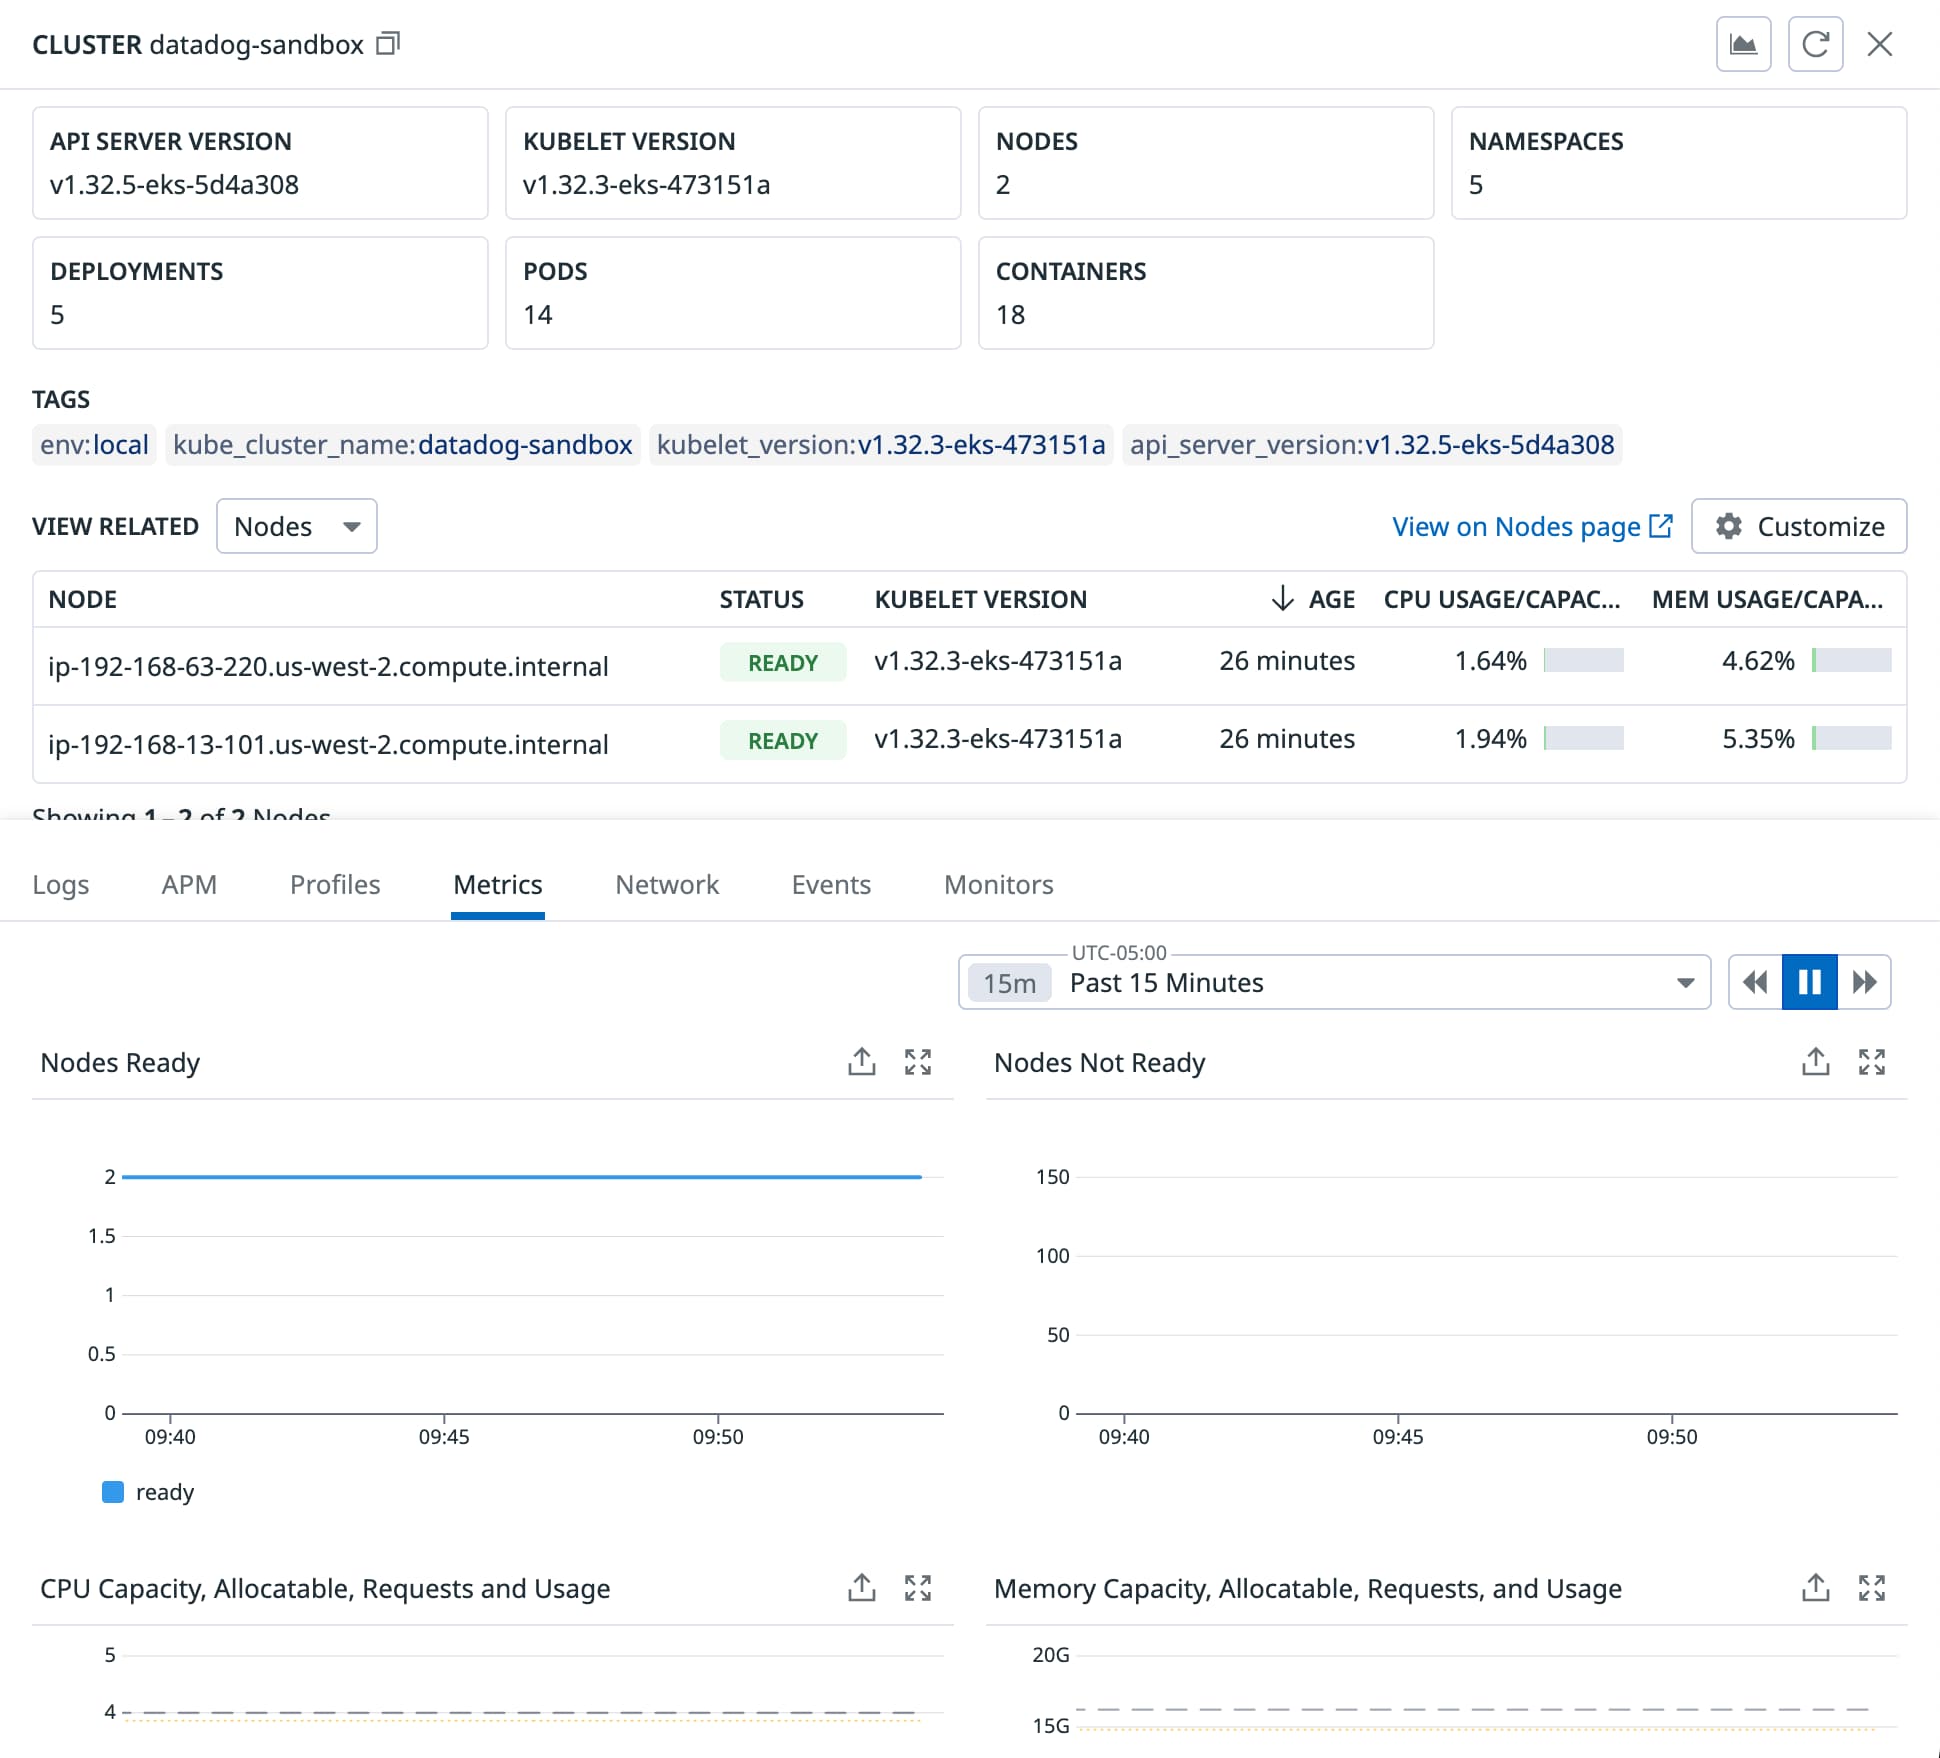 CLUSTER datadog-sandbox
API SERVER VERSION
v1.32.5-eks-5d4a308
KUBELET VERSION
v1.32.3-eks-473151a
NODES
2
NAMESPACES
5
DEPLOYMENTS
5
PODS
14
CONTAINERS
18
TAGS
env:local kube_cluster_name:datadog-sandbox kubelet_version:v1.32.3-eks-473151a api_server_version:v1.32.5-eks-5d4a308
VIEW RELATED Nodes View on Nodes page Customize
NODE STATUS KUBELET VERSION AGE CPU USAGE/CAPAC... MEM USAGE/CAPA...
ip-192-168-63-220.us-west-2.compute.internal READY v1.32.3-eks-473151a 26 minutes 1.64% 4.62%
ip-192-168-13-101.us-west-2.compute.internal READY v1.32.3-eks-473151a 26 minutes 1.94% 5.35%
Showing 1–2 of 2 Nodes
Logs APM Profiles Metrics Network Events Monitors
UTC-05:00
15m Past 15 Minutes
Nodes Ready
2
1.5
1
0.5
0
09:40 09:45 09:50
ready
Nodes Not Ready
150
100
50
0
09:40 09:45 09:50
CPU Capacity, Allocatable, Requests and Usage
5
4
Memory Capacity, Allocatable, Requests, and Usage
20G
15G